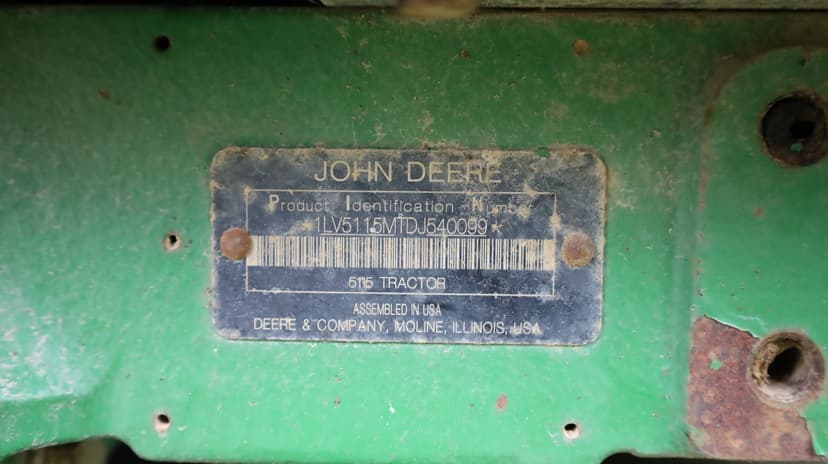 JOHN DEERE
Product Identification Number
*1LV5115MTDJ540099*
5115 TRACTOR
ASSEMBLED IN USA
DEERE & COMPANY, MOLINE, ILLINOIS, USA